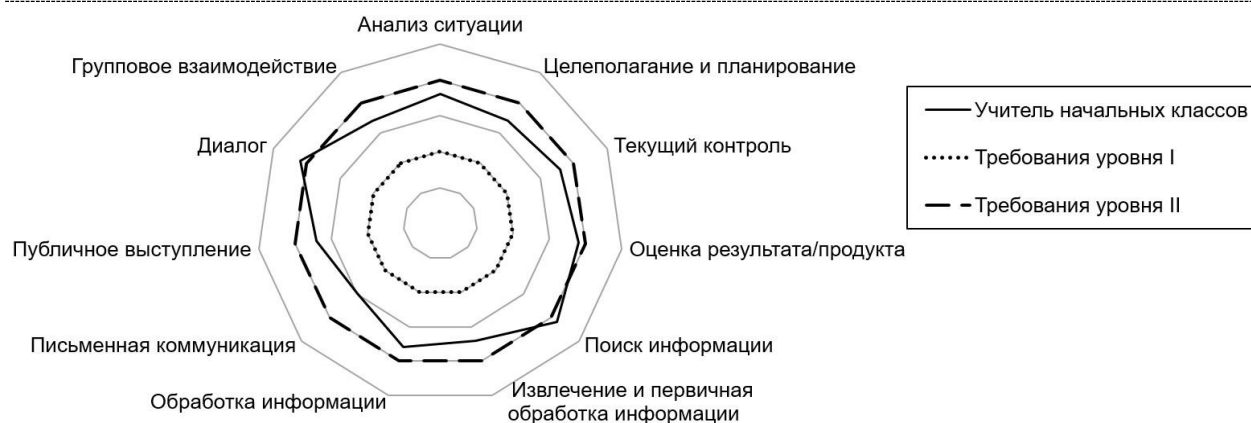 Анализ ситуации
Групповое взаимодействие
Целеполагание и планирование
Диалог
Текущий контроль
Публичное выступление
Оценка результата/продукта
Письменная коммуникация
Поиск информации
Обработка информации
Извлечение и первичная
обработка информации
Учитель начальных классов
Требования уровня I
Требования уровня II